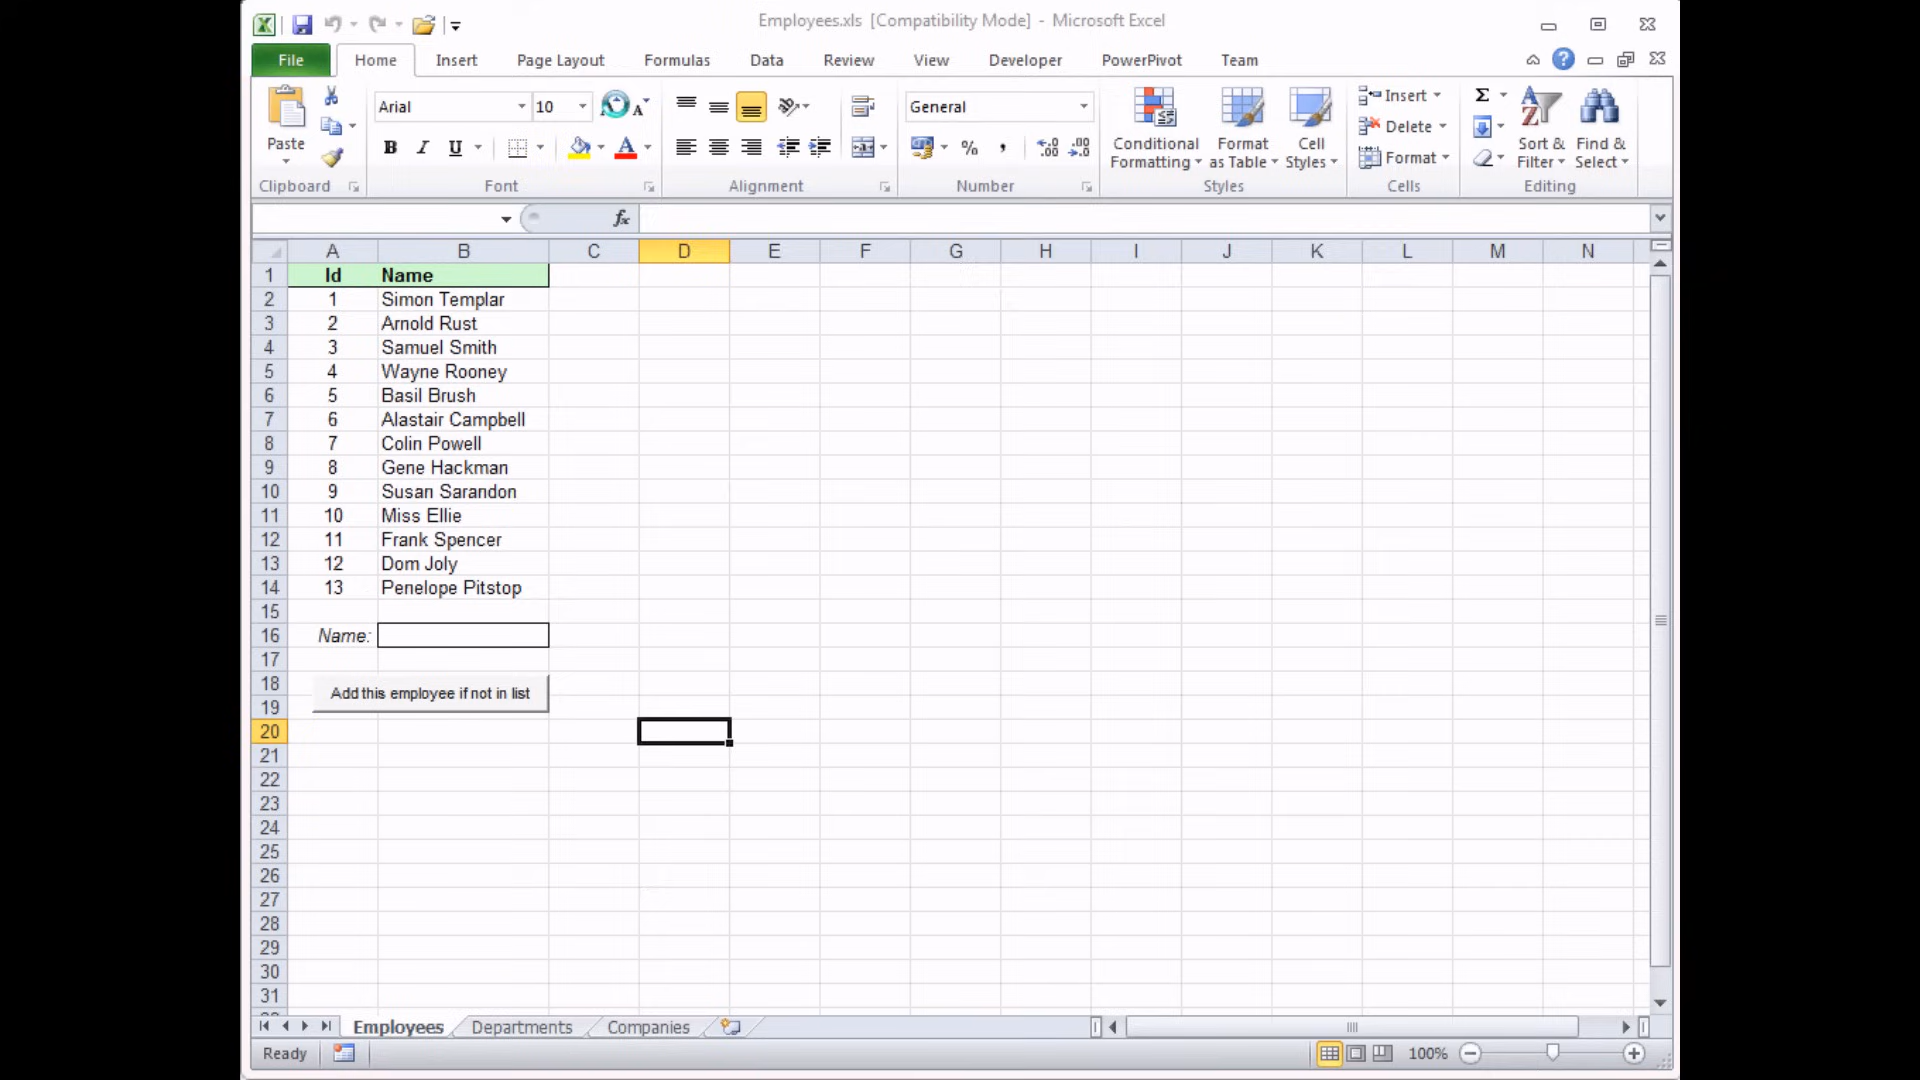 Employees.xls [Compatibility Mode] - Microsoft Excel
File Home Insert Page Layout Formulas Data Review View Developer PowerPivot Team
Paste
Clipboard
Arial 10
B I U A
Font
Alignment
General
% ,
Number
Conditional Formatting
Format as Table
Cell Styles
Styles
Insert
Delete
Format
Cells
Σ
Sort & Filter
Find & Select
Editing
fx
A B C D E F G H I J K L M N
1 Id Name
2 1 Simon Templar
3 2 Arnold Rust
4 3 Samuel Smith
5 4 Wayne Rooney
6 5 Basil Brush
7 6 Alastair Campbell
8 7 Colin Powell
9 8 Gene Hackman
10 9 Susan Sarandon
11 10 Miss Ellie
12 11 Frank Spencer
13 12 Dom Joly
14 13 Penelope Pitstop
15
16 Name:
17
18
Add this employee if not in list
19
20
21
22
23
24
25
26
27
28
29
30
31
Employees Departments Companies
Ready 100%